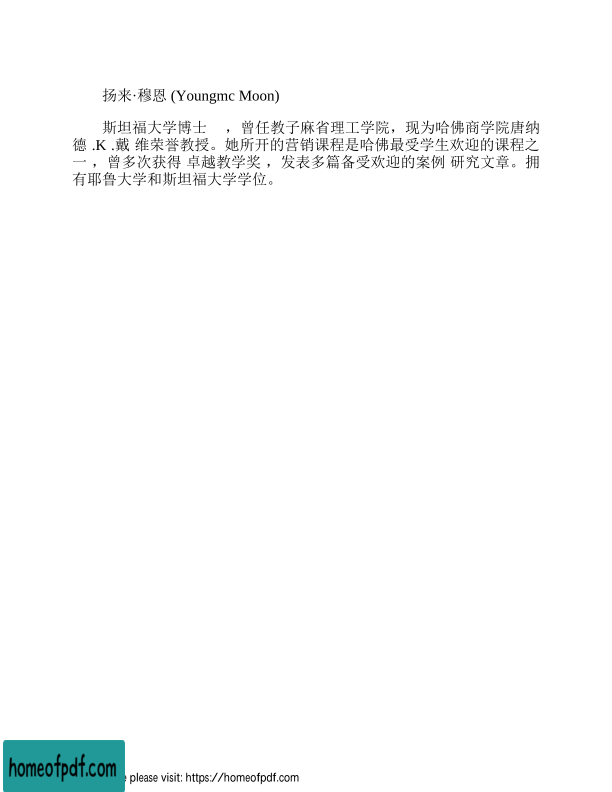 扬来·穆恩 (Youngmc Moon)
斯坦福大学博士 ，曾任教子麻省理工学院，现为哈佛商学院唐纳
德 .K .戴 维荣誉教授。她所开的营销课程是哈佛最受学生欢迎的课程之
一 ，曾多次获得 卓越教学奖 ，发表多篇备受欢迎的案例 研究文章。拥
有耶鲁大学和斯坦福大学学位。
homeofpdf.com
please visit: https://homeofpdf.com